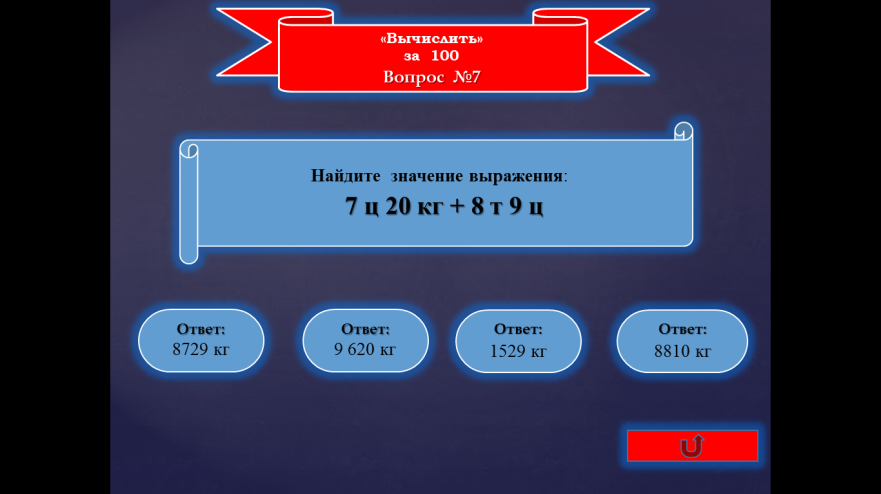 «Вычислить»
за 100
Вопрос №7
Найдите значение выражения:
7 ц 20 кг + 8 т 9 ц
Ответ:
8729 кг
Ответ:
9 620 кг
Ответ:
1529 кг
Ответ:
8810 кг